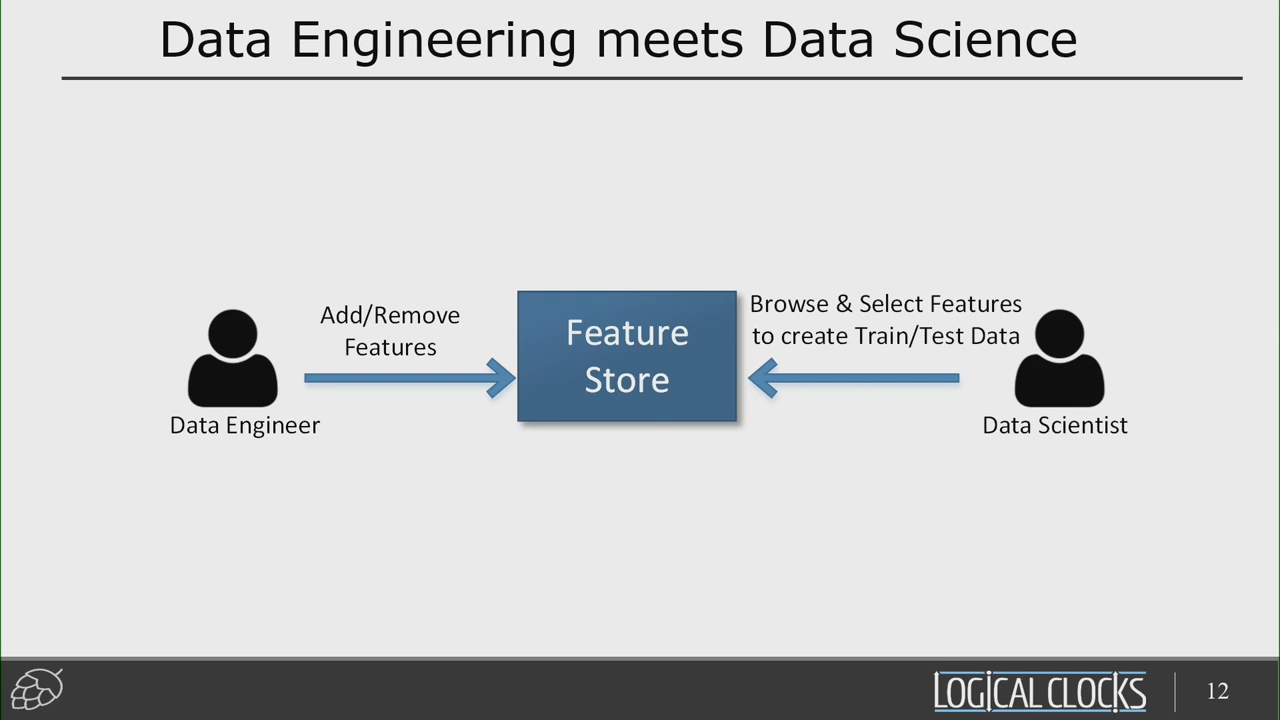 Data Engineering meets Data Science
Add/Remove
Features
Data Engineer
Feature
Store
Browse & Select Features
to create Train/Test Data
Data Scientist
LOGICAL CLOCKS
12